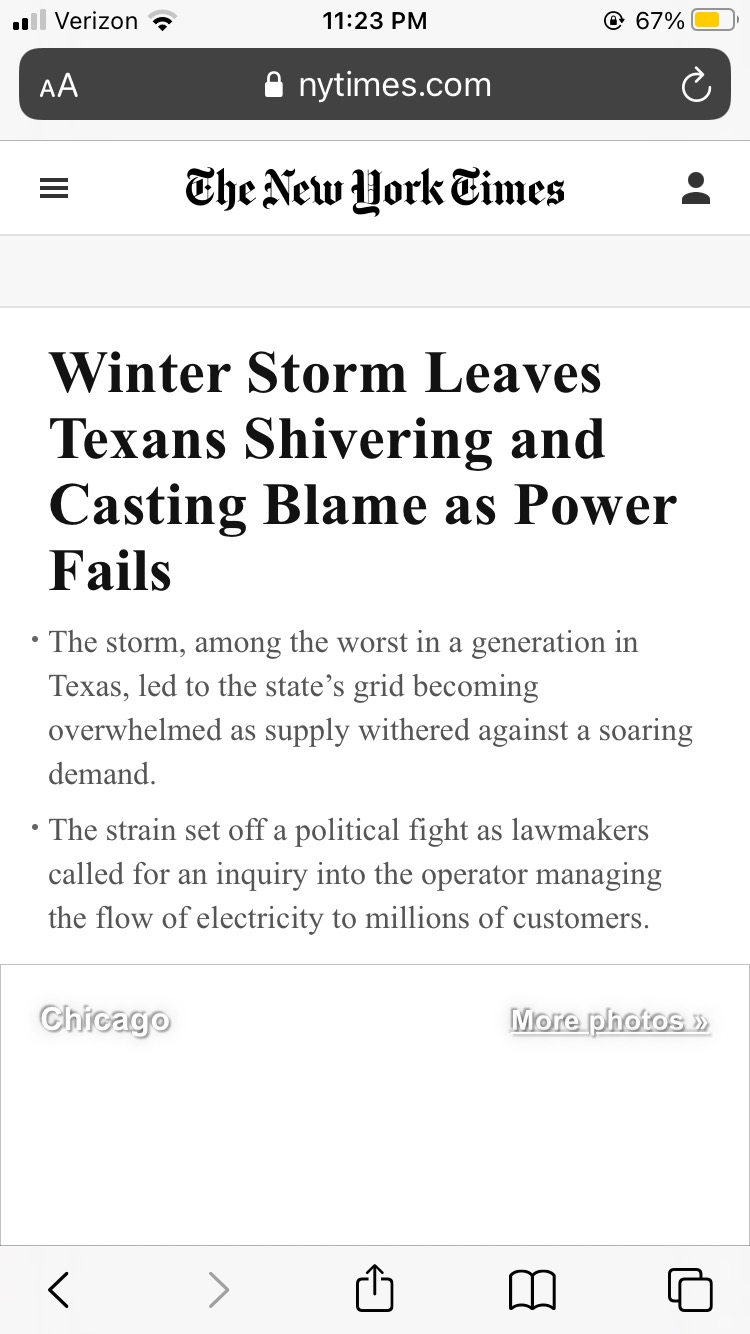 Verizon 11:23 PM 67%
AA nytimes.com
The New York Times
Winter Storm Leaves
Texans Shivering and
Casting Blame as Power
Fails
• The storm, among the worst in a generation in
Texas, led to the state’s grid becoming
overwhelmed as supply withered against a soaring
demand.
• The strain set off a political fight as lawmakers
called for an inquiry into the operator managing
the flow of electricity to millions of customers.
Chicago More photos »